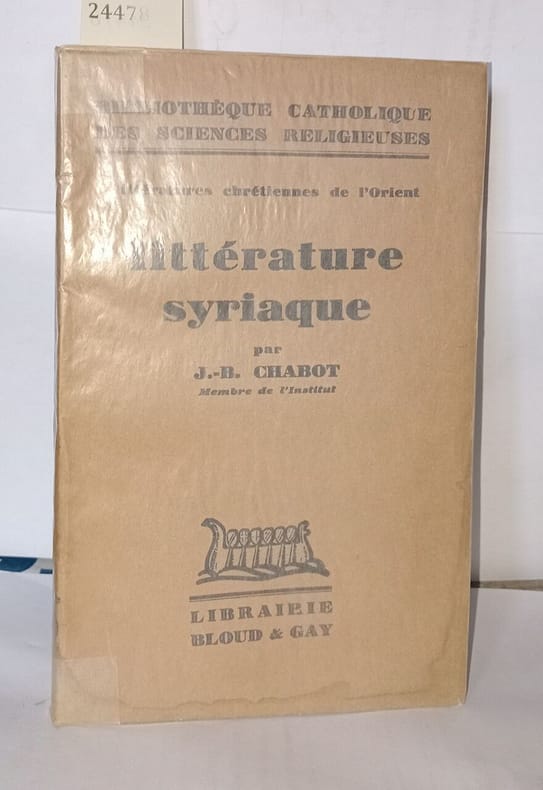 24478
BIBLIOTHÈQUE CATHOLIQUE
DES SCIENCES RELIGIEUSES
Littératures chrétiennes de l'Orient
littérature
syriaque
par
J.-B. CHABOT
Membre de l'Institut
LIBRAIRIE
BLOUD & GAY